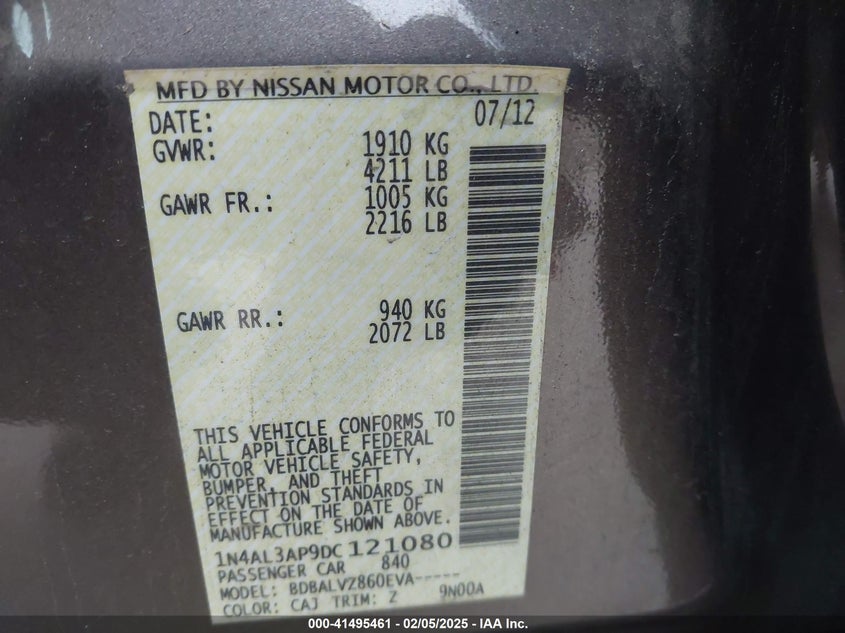 MFD BY NISSAN MOTOR CO., LTD.
DATE: 07/12
GVWR: 1910 KG
4211 LB
GAWR FR.: 1005 KG
2216 LB
GAWR RR.: 940 KG
2072 LB
THIS VEHICLE CONFORMS TO
ALL APPLICABLE FEDERAL
MOTOR VEHICLE SAFETY,
BUMPER, AND THEFT
PREVENTION STANDARDS IN
EFFECT ON THE DATE OF
MANUFACTURE SHOWN ABOVE.
1N4AL3AP9DC 121080
PASSENGER CAR 840
MODEL: BDBALVZ860EVA-----
COLOR: CAJ TRIM: Z 9N00A
000-41495461 - 02/05/2025 - IAA Inc.